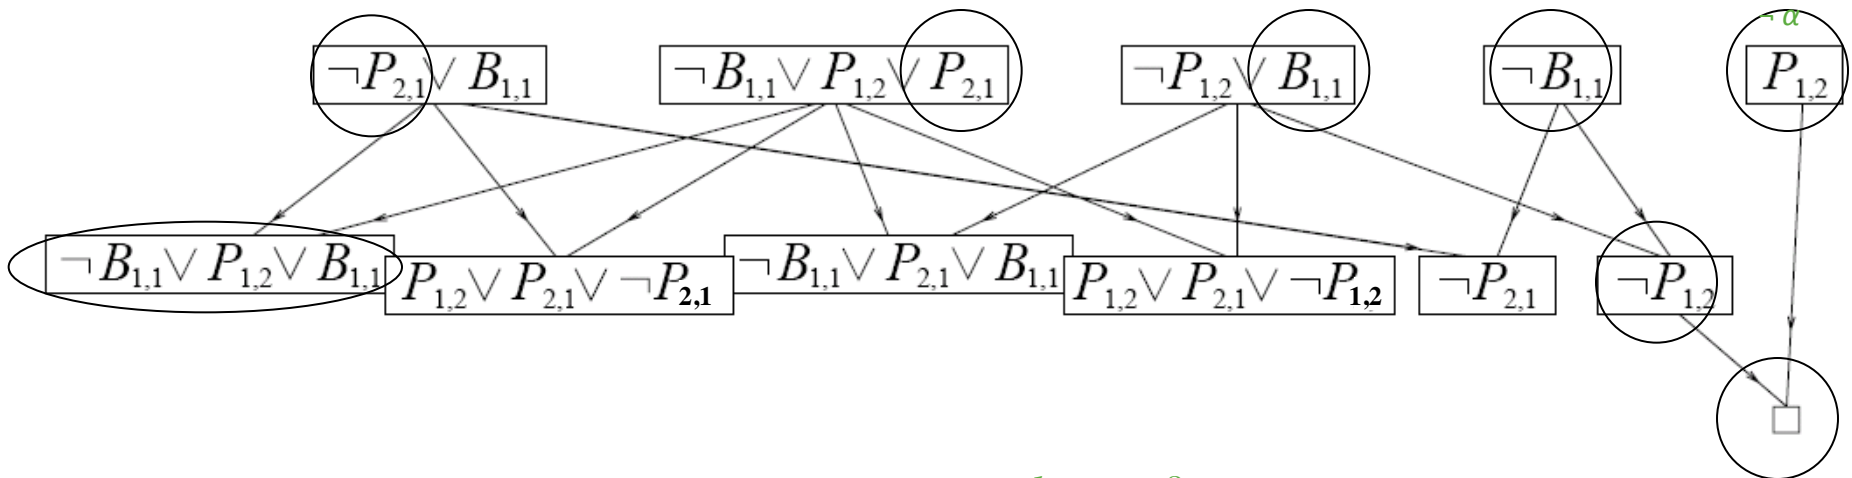 ¬ α
¬P2,1 ∨ B1,1
¬B1,1 ∨ P1,2 ∨ P2,1
¬P1,2 ∨ B1,1
¬B1,1
P1,2
¬B1,1 ∨ P1,2 ∨ B1,1
P1,2 ∨ P2,1 ∨ ¬P2,1
¬B1,1 ∨ P2,1 ∨ B1,1
P1,2 ∨ P2,1 ∨ ¬P1,2
¬P2,1
¬P1,2